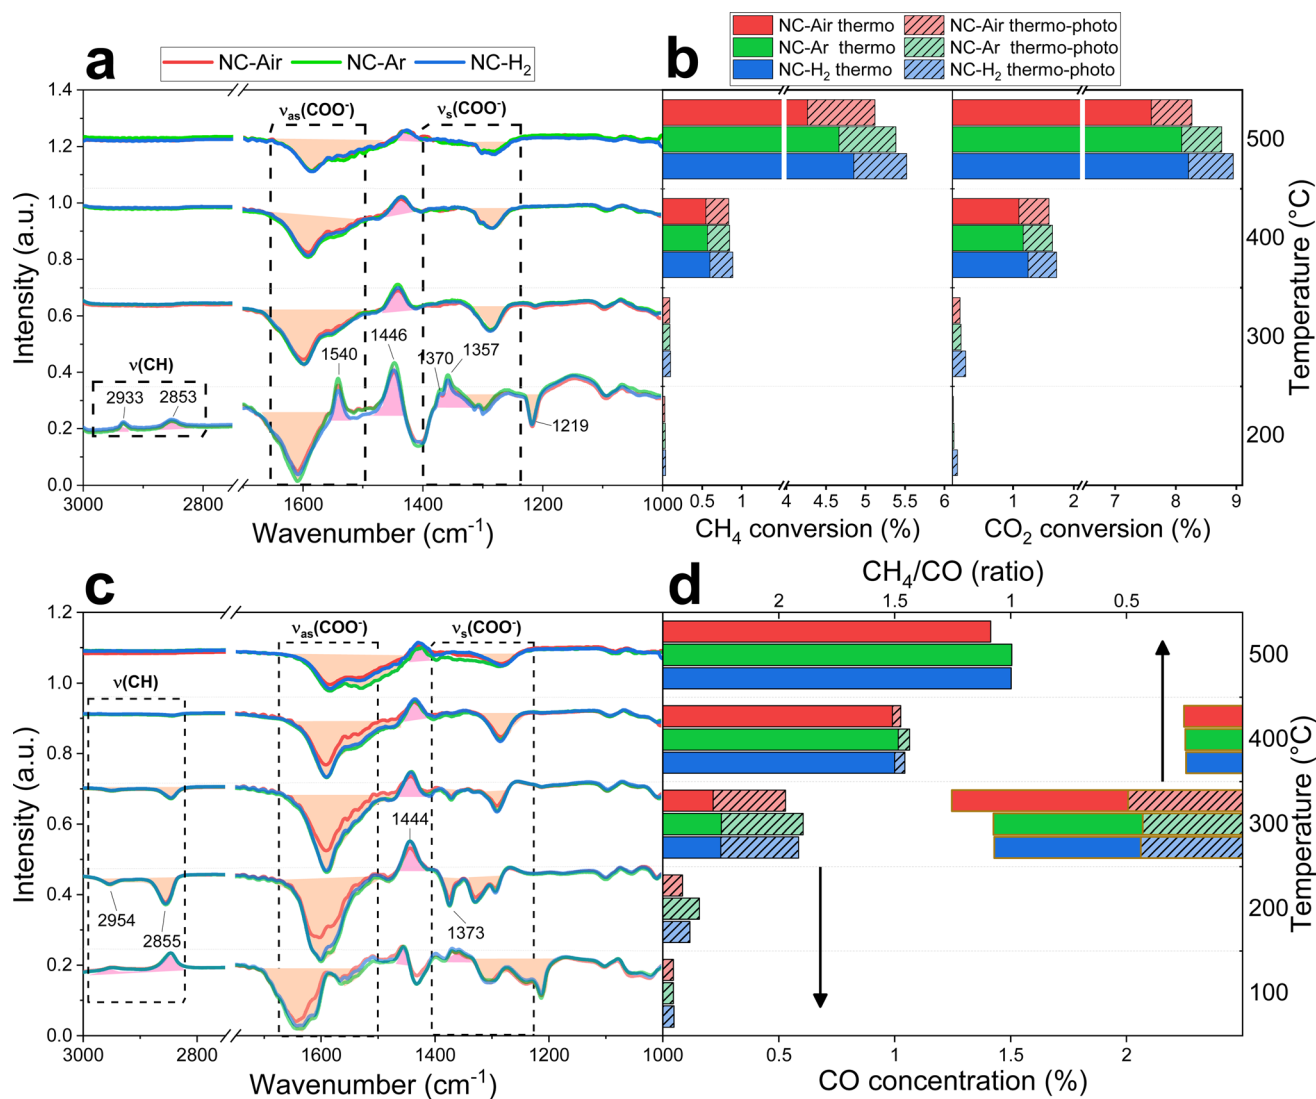 a
NC-Air NC-Ar NC-H₂
b
NC-Air thermo NC-Air thermo-photo
NC-Ar thermo NC-Ar thermo-photo
NC-H₂ thermo NC-H₂ thermo-photo
νas(COO⁻)
νs(COO⁻)
ν(CH)
2933 2853
1540
1446
1370
1357
1219
1.4
1.2
1.0
0.8
0.6
0.4
0.2
0.0
Intensity (a.u.)
3000 2800 1600 1400 1200 1000
Wavenumber (cm⁻¹)
0.5 1 4 4.5 5 5.5 6
CH₄ conversion (%)
1 2 7 8 9
CO₂ conversion (%)
500
400
300
200
Temperature (°C)
c
νas(COO⁻)
νs(COO⁻)
ν(CH)
1444
2954
2855
1373
1.2
1.0
0.8
0.6
0.4
0.2
0.0
Intensity (a.u.)
3000 2800 1600 1400 1200 1000
Wavenumber (cm⁻¹)
d
CH₄/CO (ratio)
2 1.5 1 0.5
500
400
300
200
100
Temperature (°C)
0.5 1 1.5 2
CO concentration (%)